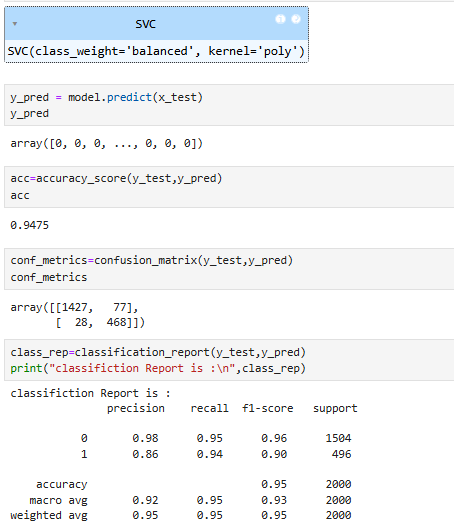 SVC
SVC(class_weight='balanced', kernel='poly')
y_pred = model.predict(x_test)
y_pred
array([0, 0, 0, ..., 0, 0, 0])
acc=accuracy_score(y_test,y_pred)
acc
0.9475
conf_metrics=confusion_matrix(y_test,y_pred)
conf_metrics
array([[1427,   77],
       [  28,  468]])
class_rep=classification_report(y_test,y_pred)
print("classifiction Report is :\n",class_rep)
classifiction Report is :
               precision    recall  f1-score   support
           0       0.98      0.95      0.96      1504
           1       0.86      0.94      0.90       496
    accuracy                           0.95      2000
   macro avg       0.92      0.95      0.93      2000
weighted avg       0.95      0.95      0.95      2000